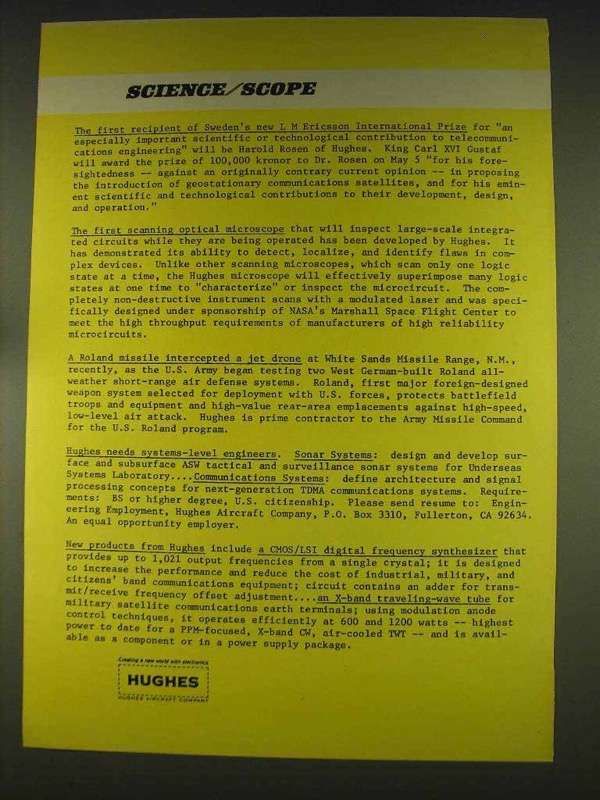 SCIENCE/SCOPE
The first recipient of Sweden's new L M Ericsson International Prize for "an
especially important scientific or technological contribution to telecommuni-
cations engineering" will be Harold Rosen of Hughes. King Carl XVI Gustaf
will award the prize of 100,000 kronor to Dr. Rosen on May 5 "for his fore-
sightedness -- against an originally contrary current opinion -- in proposing
the introduction of geostationary communications satellites, and for his emin-
ent scientific and technological contributions to their development, design,
and operation."
The first scanning optical microscope that will inspect large-scale integra-
ted circuits while they are being operated has been developed by Hughes. It
has demonstrated its ability to detect, localize, and identify flaws in com-
plex devices. Unlike other scanning microscopes, which scan only one logic
state at a time, the Hughes microscope will effectively superimpose many logic
states at one time to "characterize" or inspect the microcircuit. The com-
pletely non-destructive instrument scans with a modulated laser and was speci-
fically designed under sponsorship of NASA's Marshall Space Flight Center to
meet the high throughput requirements of manufacturers of high reliability
microcircuits.
A Roland missile intercepted a jet drone at White Sands Missile Range, N.M.,
recently, as the U.S. Army began testing two West German-built Roland all-
weather short-range air defense systems. Roland, first major foreign-designed
weapon system selected for deployment with U.S. forces, protects battlefield
troops and equipment and high-value rear-area emplacements against high-speed,
low-level air attack. Hughes is prime contractor to the Army Missile Command
for the U.S. Roland program.
Hughes needs systems-level engineers. Sonar Systems: design and develop sur-
face and subsurface ASW tactical and surveillance sonar systems for Underseas
Systems Laboratory....Communications Systems: define architecture and signal
processing concepts for next-generation TDMA communications systems. Require-
ments: BS or higher degree, U.S. citizenship. Please send resume to: Engin-
eering Employment, Hughes Aircraft Company, P.O. Box 3310, Fullerton, CA 92634.
An equal opportunity employer.
New products from Hughes include a CMOS/LSI digital frequency synthesizer that
provides up to 1,021 output frequencies from a single crystal; it is designed
to increase the performance and reduce the cost of industrial, military, and
citizens' band communications equipment; circuit contains an adder for trans-
mit/receive frequency offset adjustment....an X-band traveling-wave tube for
military satellite communications earth terminals; using modulation anode
control techniques, it operates efficiently at 600 and 1200 watts -- highest
power to date for a PPM-focused, X-band CW, air-cooled TWT -- and is avail-
able as a component or in a power supply package.
Creating a new world with electronics
HUGHES
HUGHES AIRCRAFT COMPANY